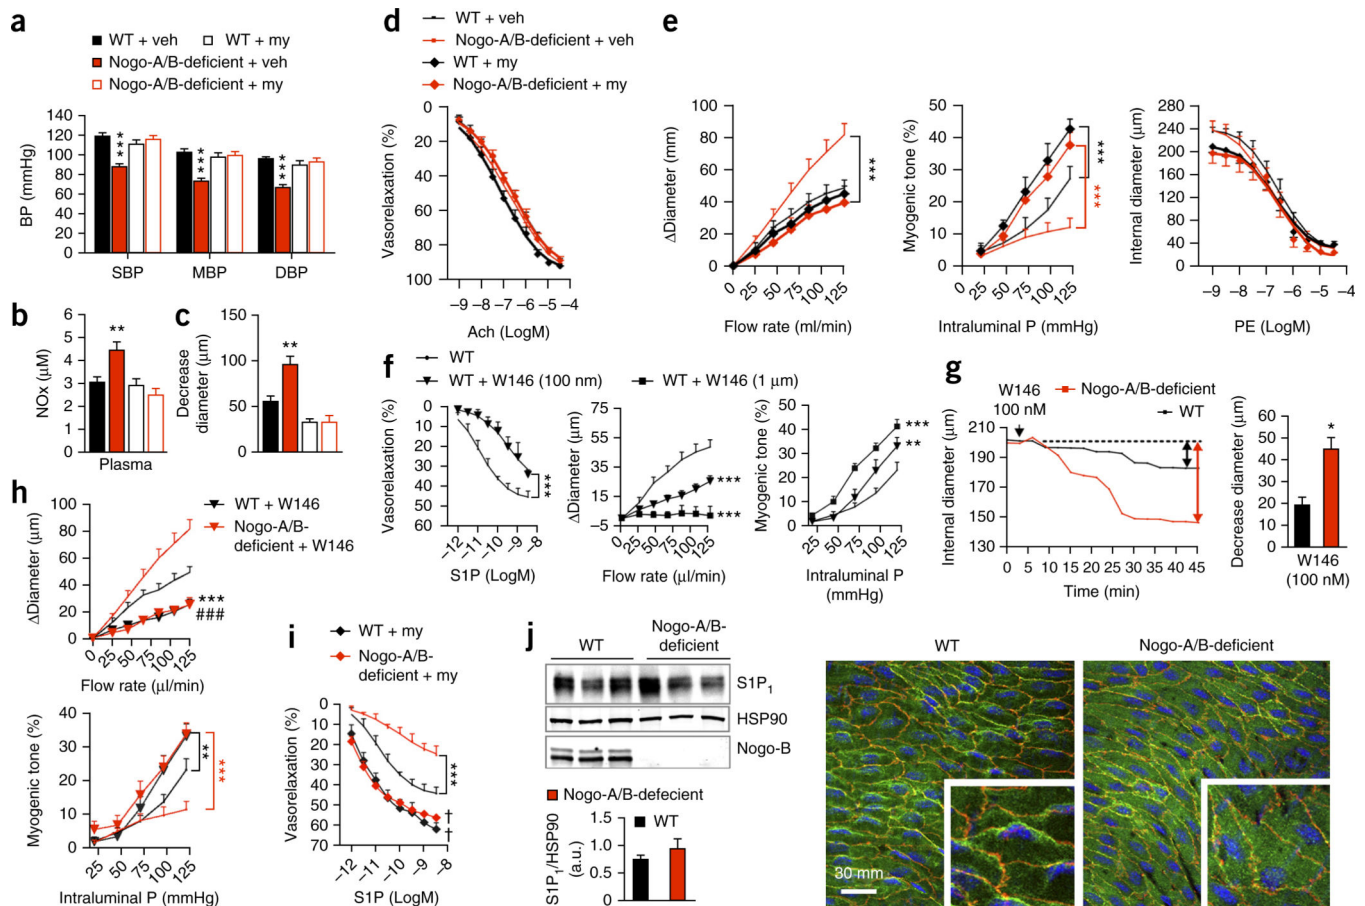 a
WT + veh
WT + my
Nogo-A/B-deficient + veh
Nogo-A/B-deficient + my
BP (mmHg)
140
120
100
80
60
40
20
0
***
***
***
SBP
MBP
DBP
b
NOx (μM)
6
5
4
3
2
1
0
**
Plasma
c
Decrease
diameter (μm)
100
50
0
**
d
WT + veh
Nogo-A/B-deficient + veh
WT + my
Nogo-A/B-deficient + my
Vasorelaxation (%)
0
20
40
60
80
100
–9
–8
–7
–6
–5
–4
Ach (LogM)
e
ΔDiameter (mm)
100
80
60
40
20
0
***
0
25
50
75
100
125
Flow rate (ml/min)
Myogenic tone (%)
50
40
30
20
10
0
***
***
0
25
50
75
100
125
Intraluminal P (mmHg)
Internal diameter (μm)
280
240
200
160
120
80
40
0
–9
–8
–7
–6
–5
–4
PE (LogM)
f
WT
WT + W146 (100 nm)
WT + W146 (1 μm)
Vasorelaxation (%)
0
10
20
30
40
50
60
***
–12
–11
–10
–9
–8
S1P (LogM)
ΔDiameter (μm)
75
50
25
0
–5
***
***
0
25
50
75
100
125
Flow rate (μl/min)
Myogenic tone (%)
50
40
30
20
10
0
***
**
25
50
75
100
125
Intraluminal P
(mmHg)
g
W146
100 nM
Nogo-A/B-deficient
WT
Internal diameter (μm)
210
190
170
150
130
0
5
10
15
20
25
30
35
40
45
Time (min)
Decrease diameter (μm)
60
50
40
30
20
10
0
*
W146
(100 nM)
h
WT + W146
Nogo-A/B-
deficient + W146
ΔDiameter (μm)
100
80
60
40
20
0
***
###
0
25
50
75
100
125
Flow rate (μl/min)
Myogenic tone (%)
40
30
20
10
0
**
***
25
50
75
100
125
Intraluminal P (mmHg)
i
WT + my
Nogo-A/B-
deficient + my
Vasorelaxation (%)
0
10
20
30
40
50
60
70
***
†
†
–12
–11
–10
–9
–8
S1P (LogM)
j
WT
Nogo-A/B-
deficient
S1P1
HSP90
Nogo-B
Nogo-A/B-defecient
WT
S1P1/HSP90
(a.u.)
1.5
1.0
0.5
0
WT
Nogo-A/B-deficient
30 mm